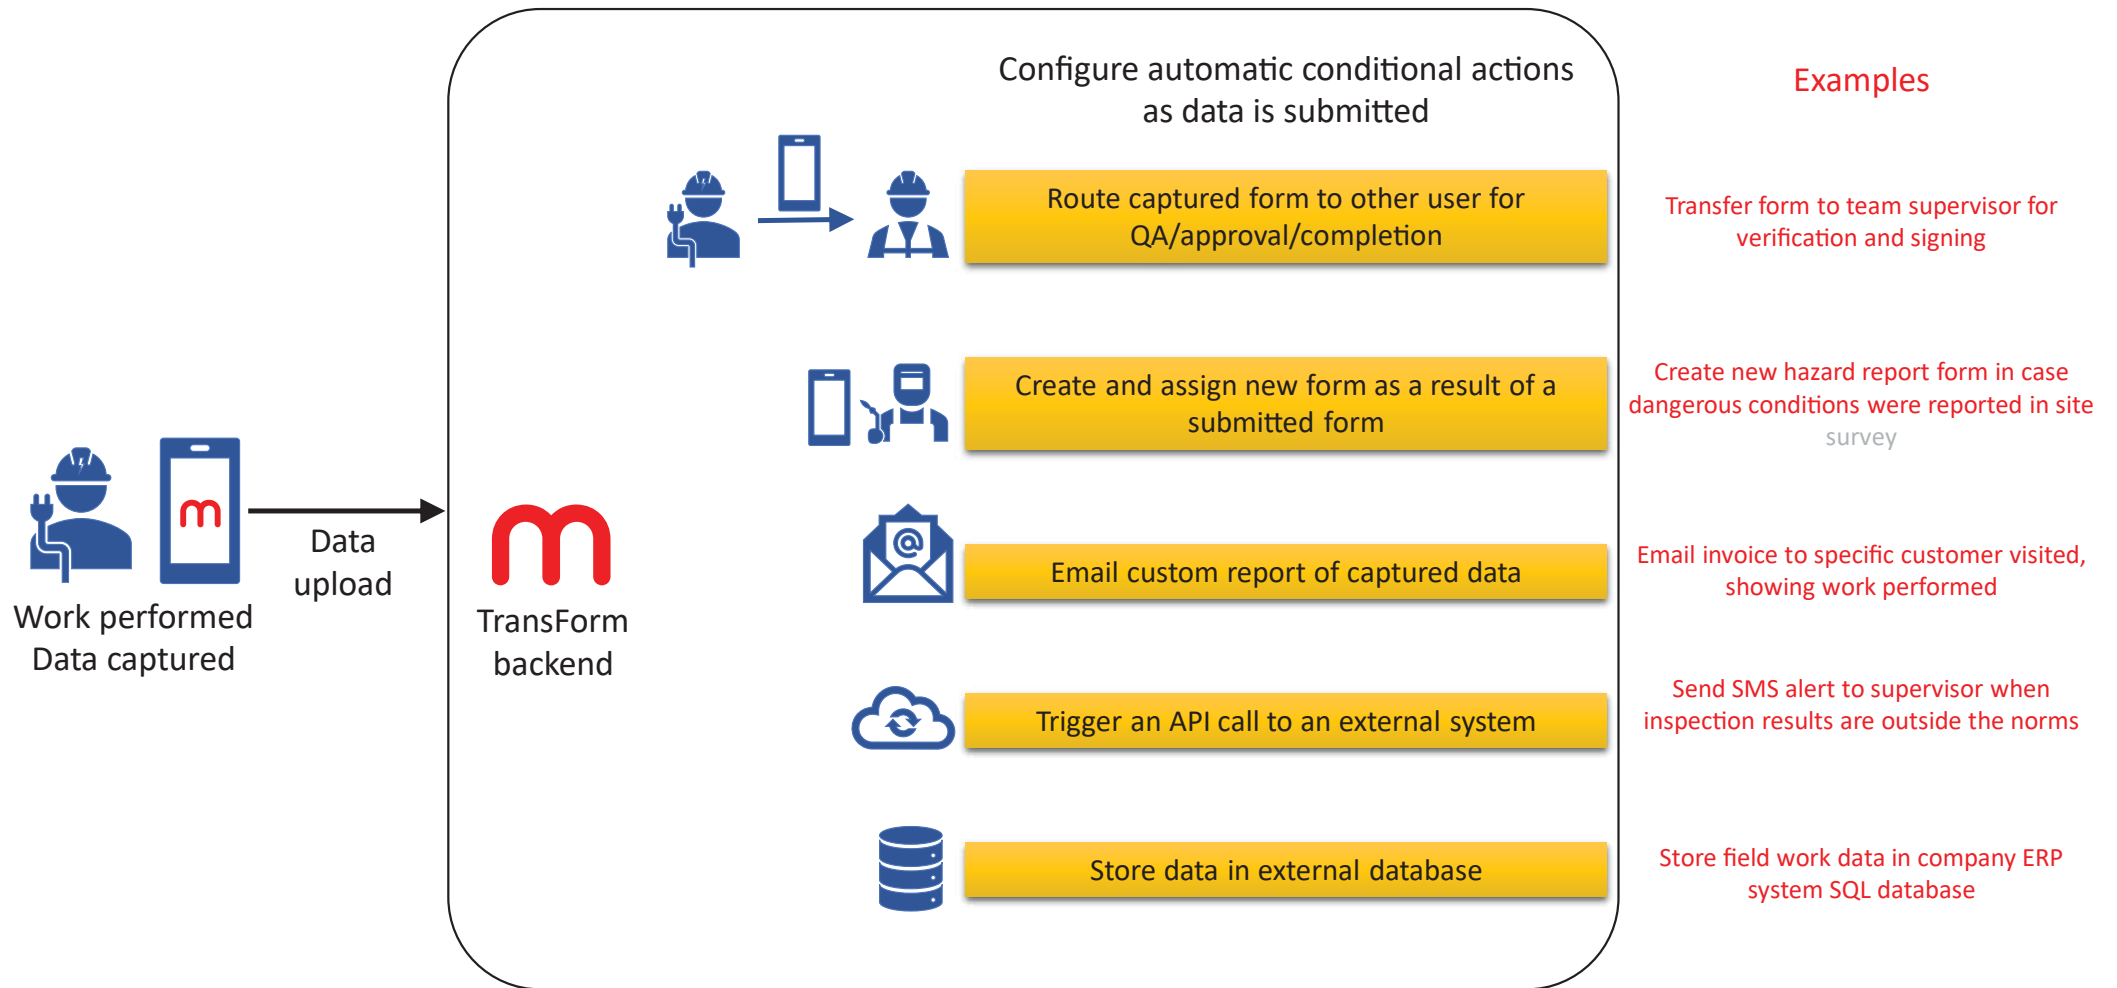 Configure automatic conditional actions
as data is submitted
Examples
Route captured form to other user for
QA/approval/completion
Transfer form to team supervisor for
verification and signing
Create and assign new form as a result of a
submitted form
Create new hazard report form in case
dangerous conditions were reported in site
survey
m
Data
upload
Work performed
Data captured
m
TransForm
backend
@
Email custom report of captured data
Email invoice to specific customer visited,
showing work performed
Trigger an API call to an external system
Send SMS alert to supervisor when
inspection results are outside the norms
Store data in external database
Store field work data in company ERP
system SQL database